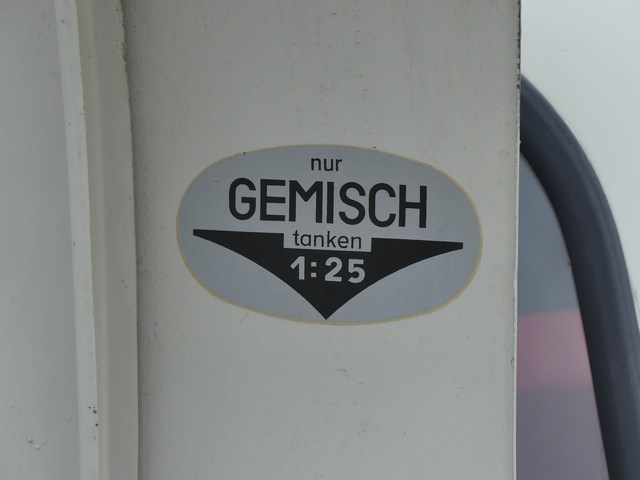 nur
GEMISCH
tanken
1:25